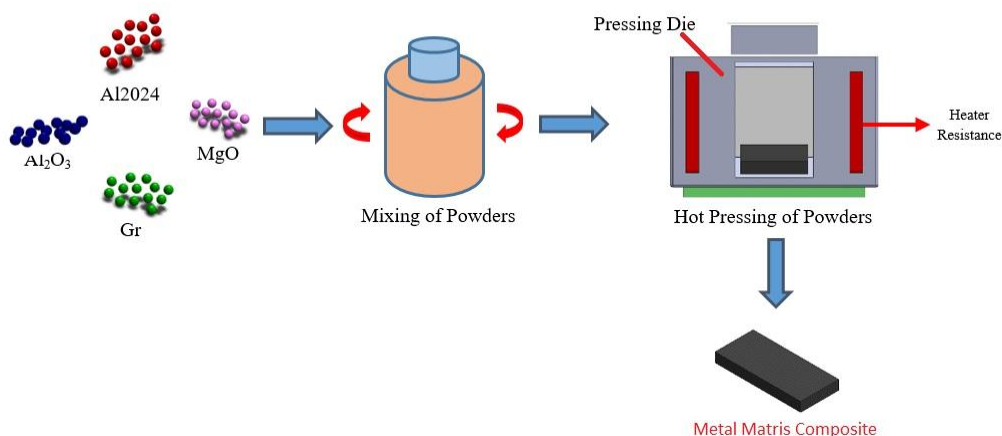 Pressing Die
Al2024
Al₂O₃
MgO
Gr
Mixing of Powders
Heater
Resistance
Hot Pressing of Powders
Metal Matris Composite